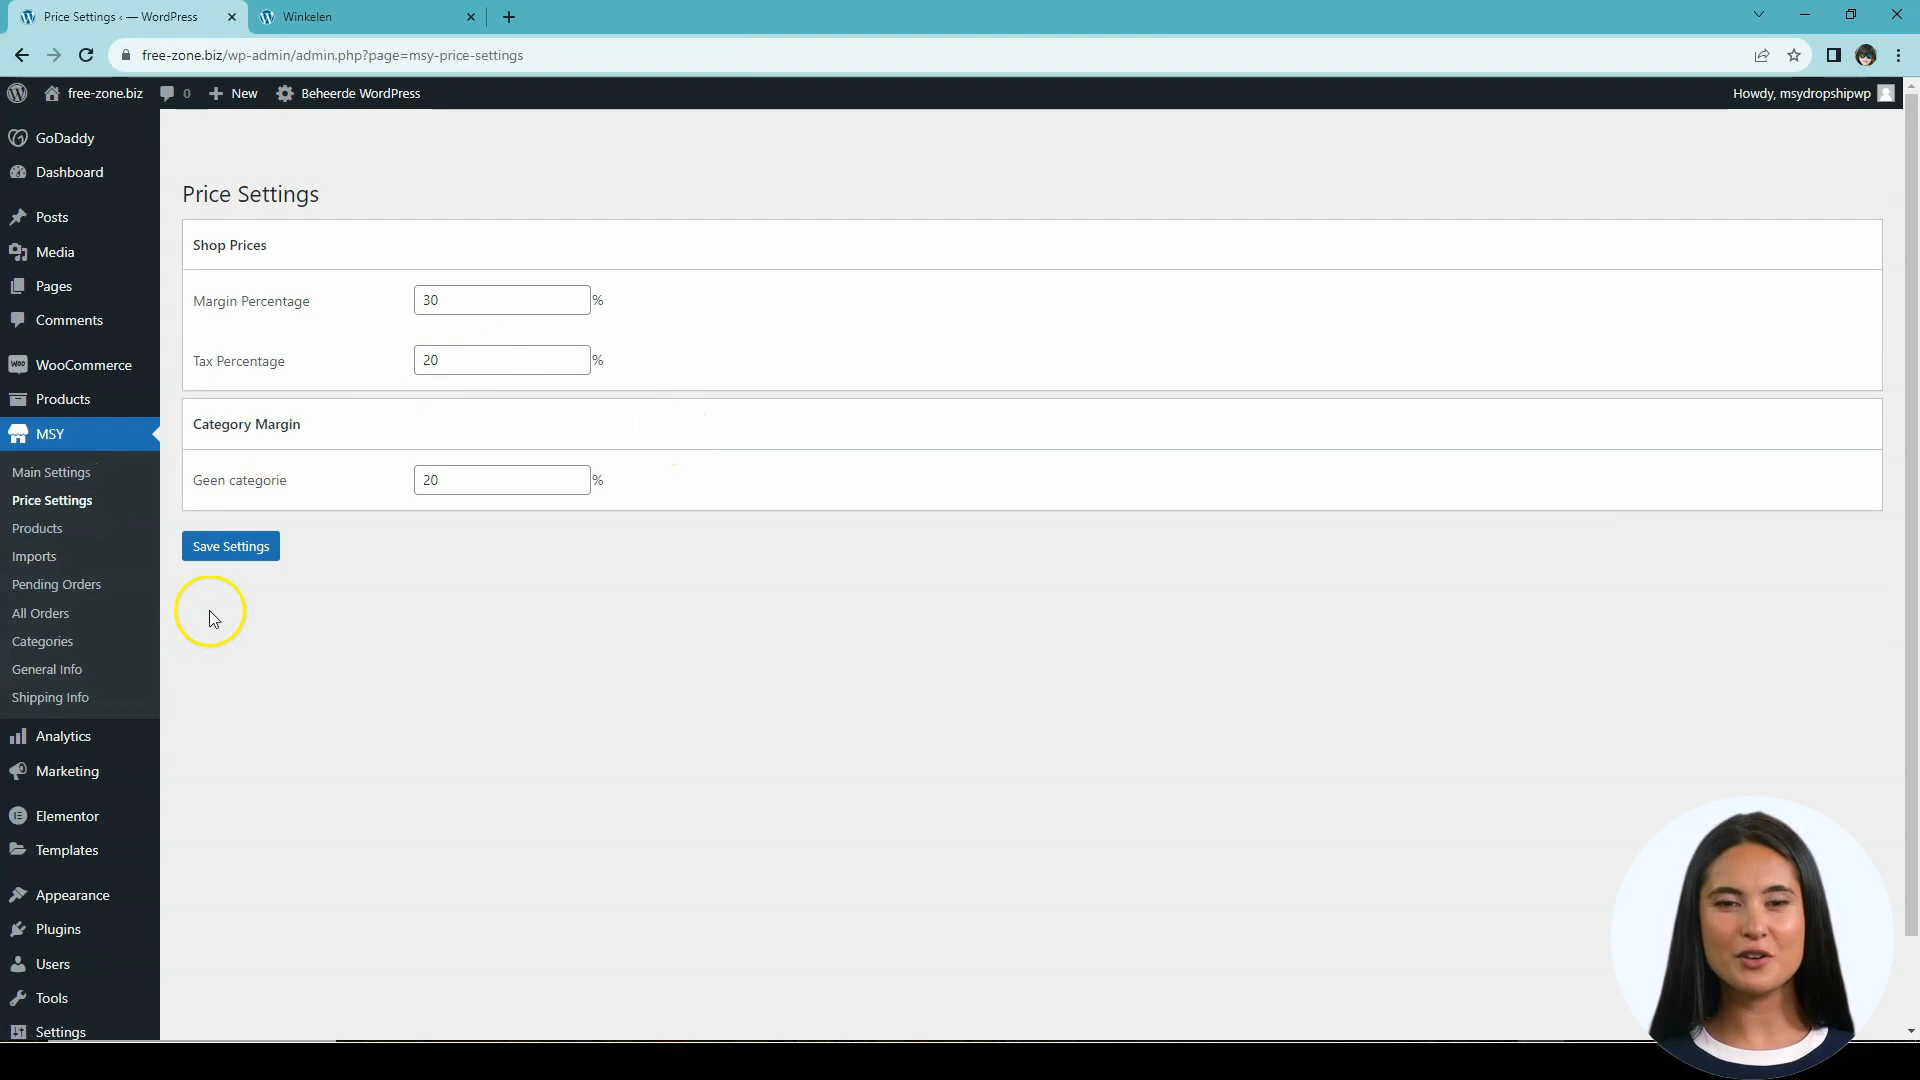 Price Settings ‹ — WordPress
Winkelen
free-zone.biz/wp-admin/admin.php?page=msy-price-settings
free-zone.biz
0
New
Beheerde WordPress
Howdy, msydropshipwp
GoDaddy
Dashboard
Posts
Media
Pages
Comments
WooCommerce
Products
MSY
Main Settings
Price Settings
Products
Imports
Pending Orders
All Orders
Categories
General Info
Shipping Info
Analytics
Marketing
Elementor
Templates
Appearance
Plugins
Users
Tools
Settings
Price Settings
Shop Prices
Margin Percentage 30 %
Tax Percentage 20 %
Category Margin
Geen categorie 20 %
Save Settings